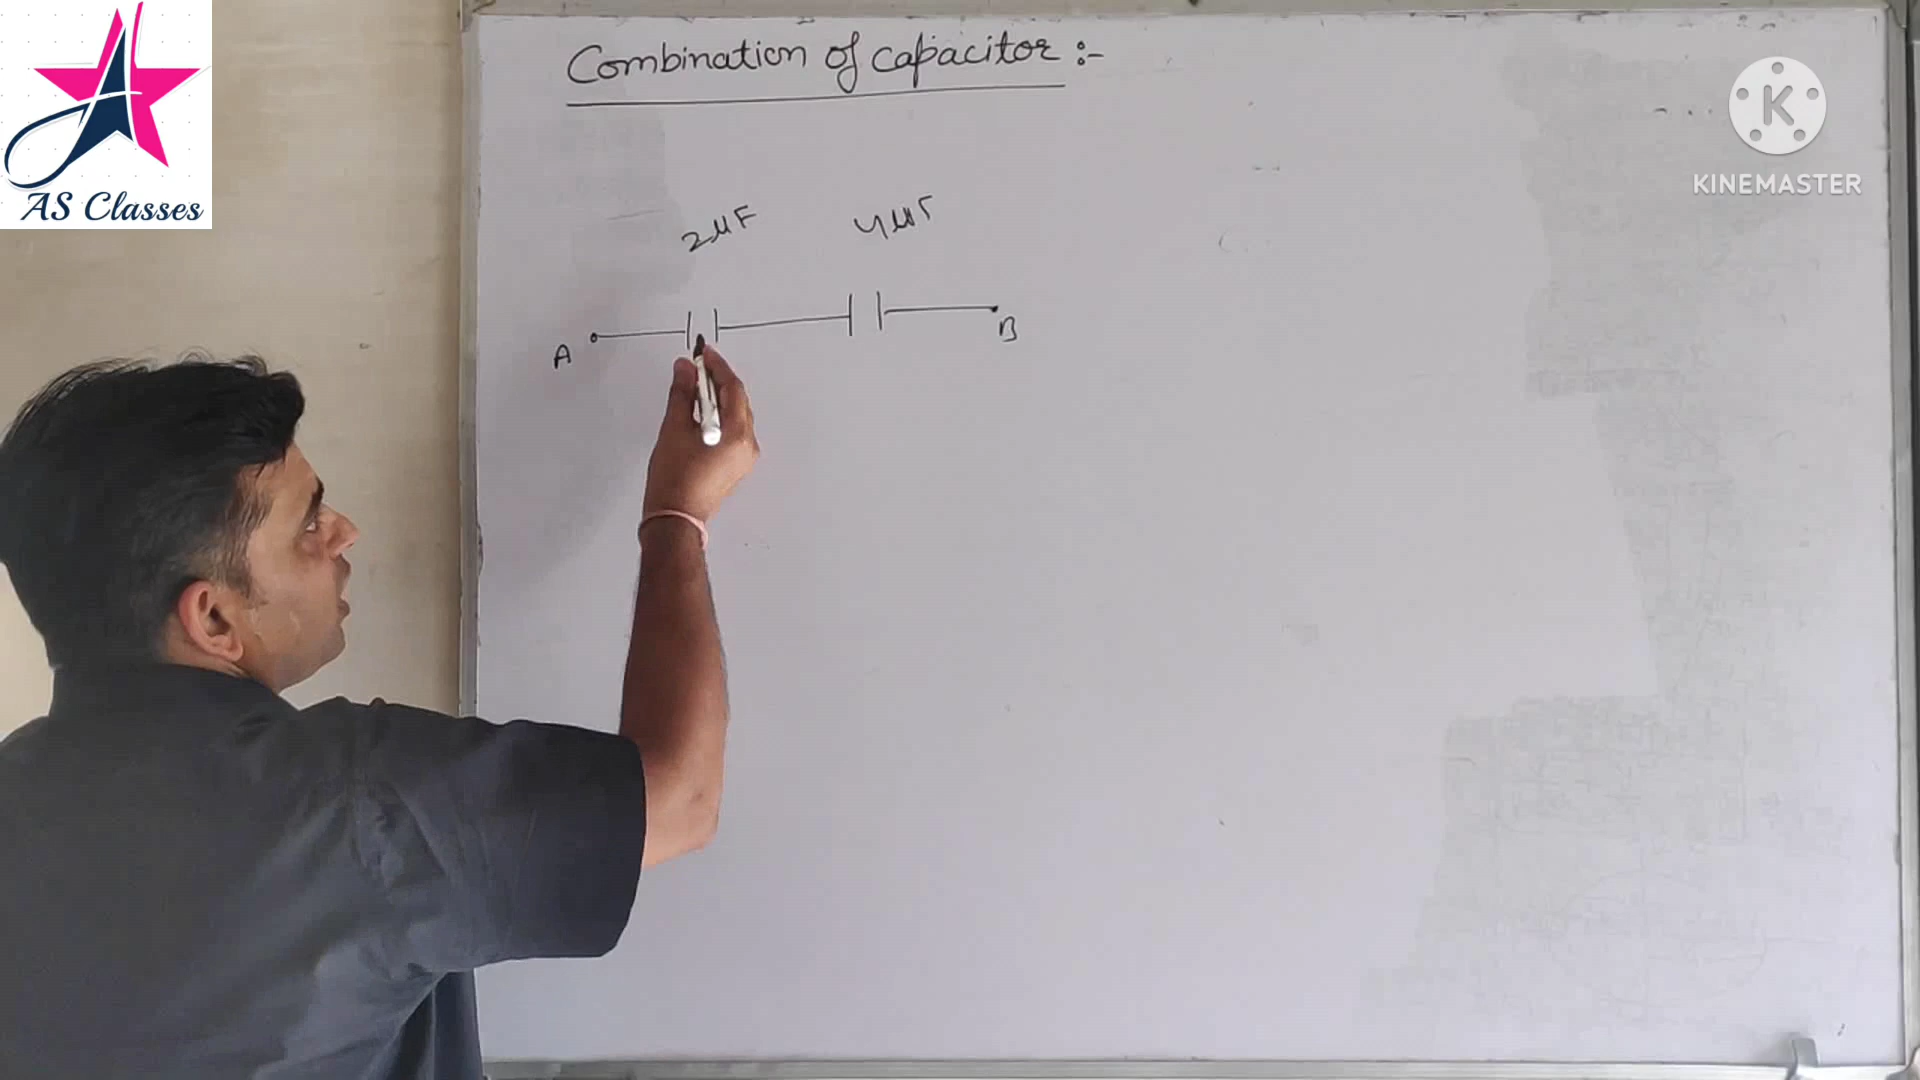 Combination of capacitor :-
AS Classes
KINEMASTER
2μF 4μF
A B